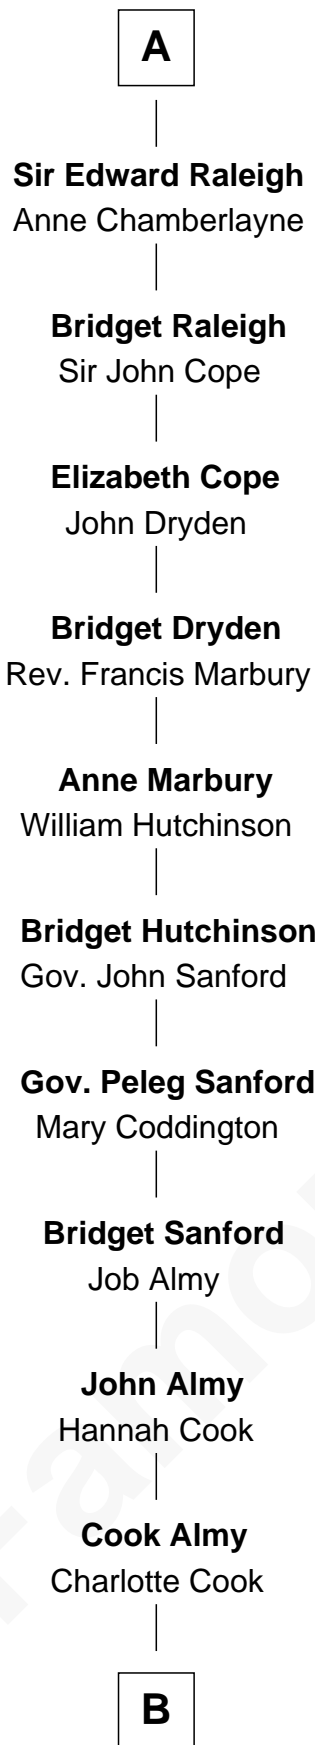 A
Sir Edward Raleigh
Anne Chamberlayne
Bridget Raleigh
Sir John Cope
Elizabeth Cope
John Dryden
Bridget Dryden
Rev. Francis Marbury
Anne Marbury
William Hutchinson
Bridget Hutchinson
Gov. John Sanford
Gov. Peleg Sanford
Mary Coddington
Bridget Sanford
Job Almy
John Almy
Hannah Cook
Cook Almy
Charlotte Cook
B